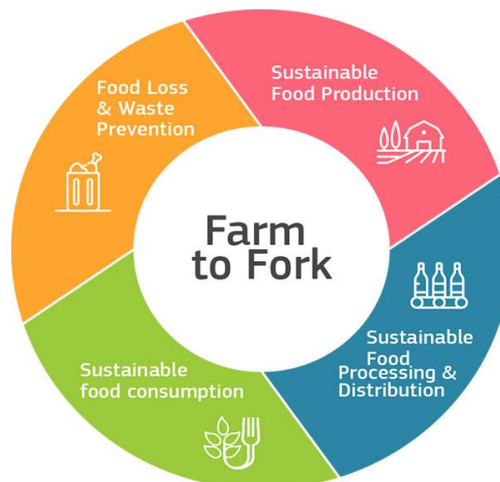 Food Loss
& Waste
Prevention
Sustainable
Food Production
Farm
to Fork
Sustainable
Food
Processing &
Distribution
Sustainable
food consumption